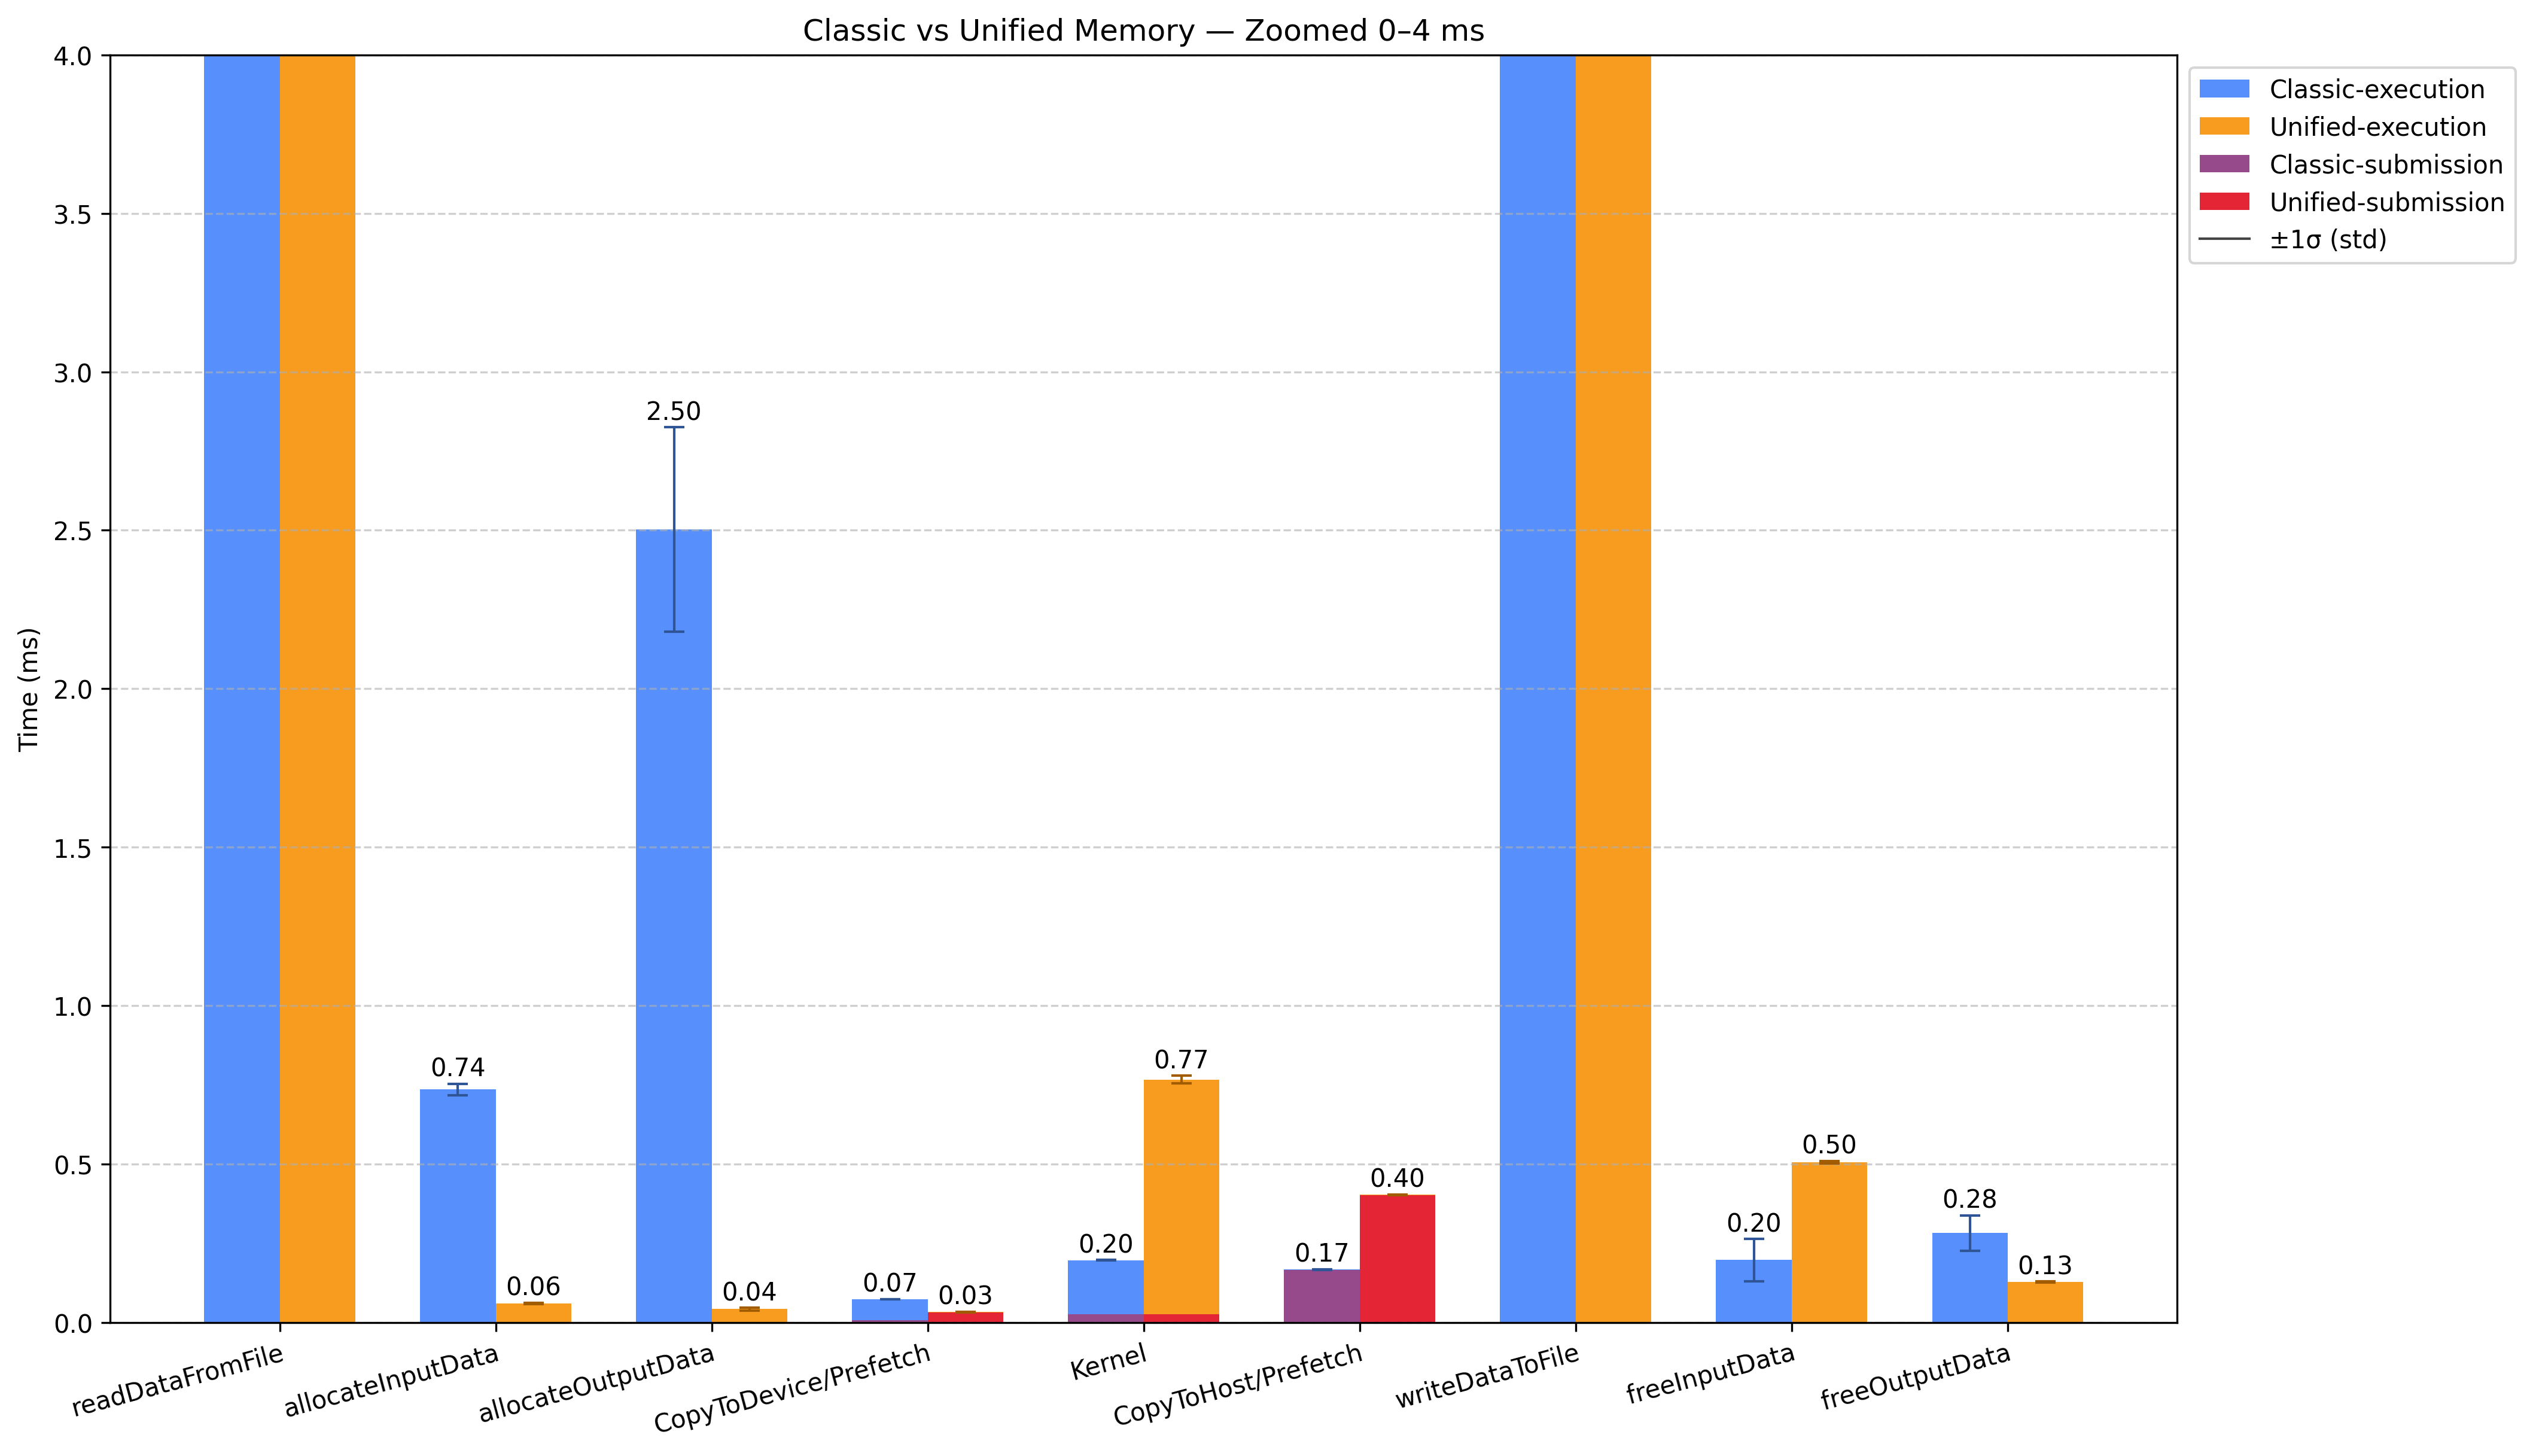 Classic vs Unified Memory — Zoomed 0–4 ms
Time (ms)
4.0
3.5
3.0
2.5
2.0
1.5
1.0
0.5
0.0
2.50
0.74
0.06
0.04
0.07
0.03
0.20
0.77
0.17
0.40
0.20
0.50
0.28
0.13
readDataFromFile
allocateInputData
allocateOutputData
CopyToDevice/Prefetch
Kernel
CopyToHost/Prefetch
writeDataToFile
freeInputData
freeOutputData
Classic-execution
Unified-execution
Classic-submission
Unified-submission
±1σ (std)